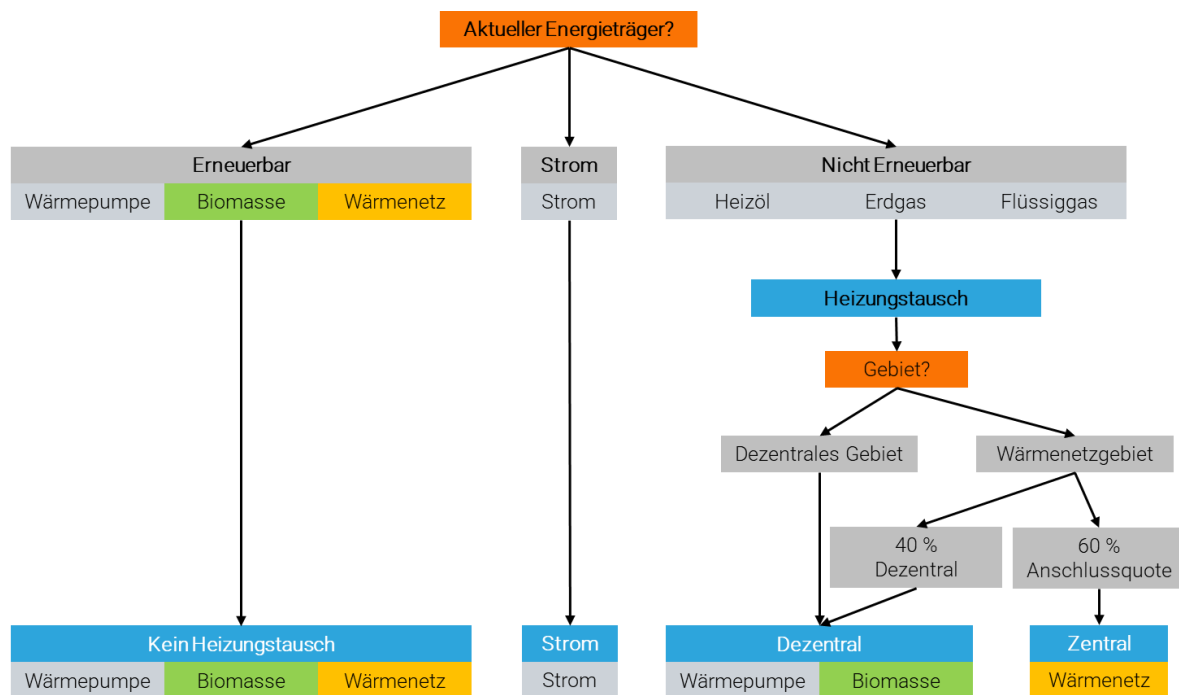 Aktueller Energieträger?
Erneuerbar
Strom
Nicht Erneuerbar
Wärmepumpe
Biomasse
Wärmenetz
Strom
Heizöl
Erdgas
Flüssiggas
Heizungstausch
Gebiet?
Dezentrales Gebiet
Wärmenetzgebiet
40 %
Dezentral
60 %
Anschlussquote
Kein Heizungstausch
Strom
Dezentral
Zentral
Wärmepumpe
Biomasse
Wärmenetz
Strom
Wärmepumpe
Biomasse
Wärmenetz